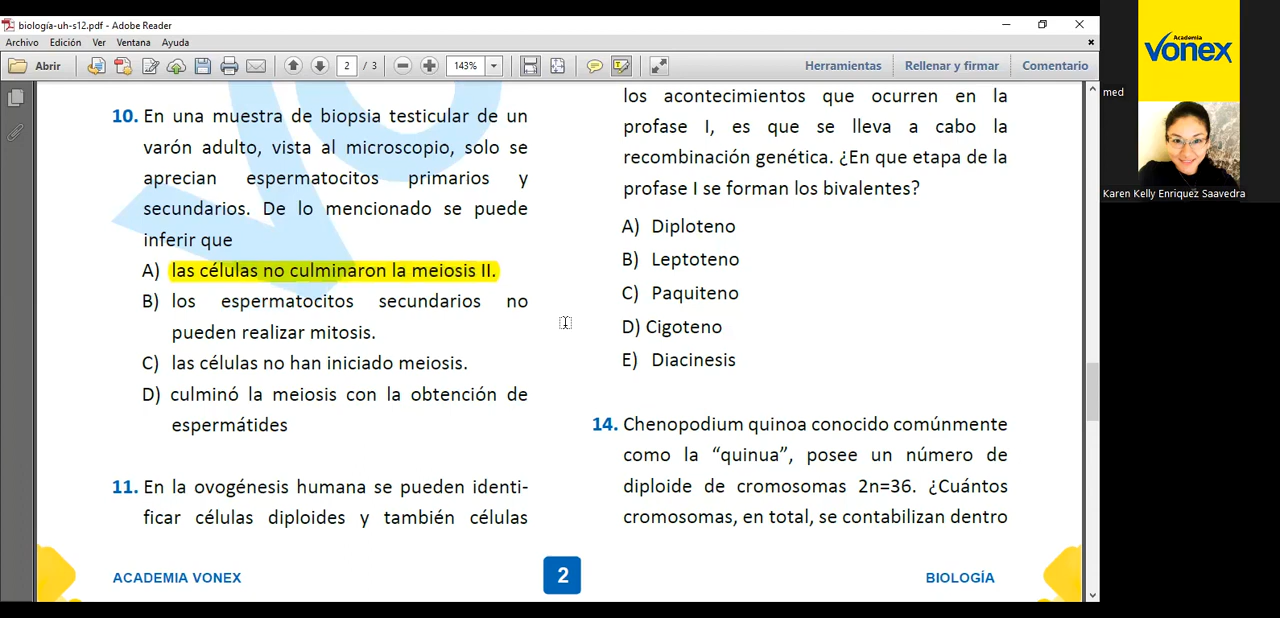 biología-uh-s12.pdf - Adobe Reader
Archivo Edición Ver Ventana Ayuda
Abrir 2 / 3 143% Herramientas Rellenar y firmar Comentario
10. En una muestra de biopsia testicular de un
varón adulto, vista al microscopio, solo se
aprecian espermatocitos primarios y
secundarios. De lo mencionado se puede
inferir que
A) las células no culminaron la meiosis II.
B) los espermatocitos secundarios no
pueden realizar mitosis.
C) las células no han iniciado meiosis.
D) culminó la meiosis con la obtención de
espermátides
11. En la ovogénesis humana se pueden identi-
ficar células diploides y también células
los acontecimientos que ocurren en la
profase I, es que se lleva a cabo la
recombinación genética. ¿En que etapa de la
profase I se forman los bivalentes?
A) Diploteno
B) Leptoteno
C) Paquiteno
D) Cigoteno
E) Diacinesis
14. Chenopodium quinoa conocido comúnmente
como la “quinua”, posee un número de
diploide de cromosomas 2n=36. ¿Cuántos
cromosomas, en total, se contabilizan dentro
ACADEMIA VONEX 2 BIOLOGÍA
Academia
vonex
med
Karen Kelly Enriquez Saavedra